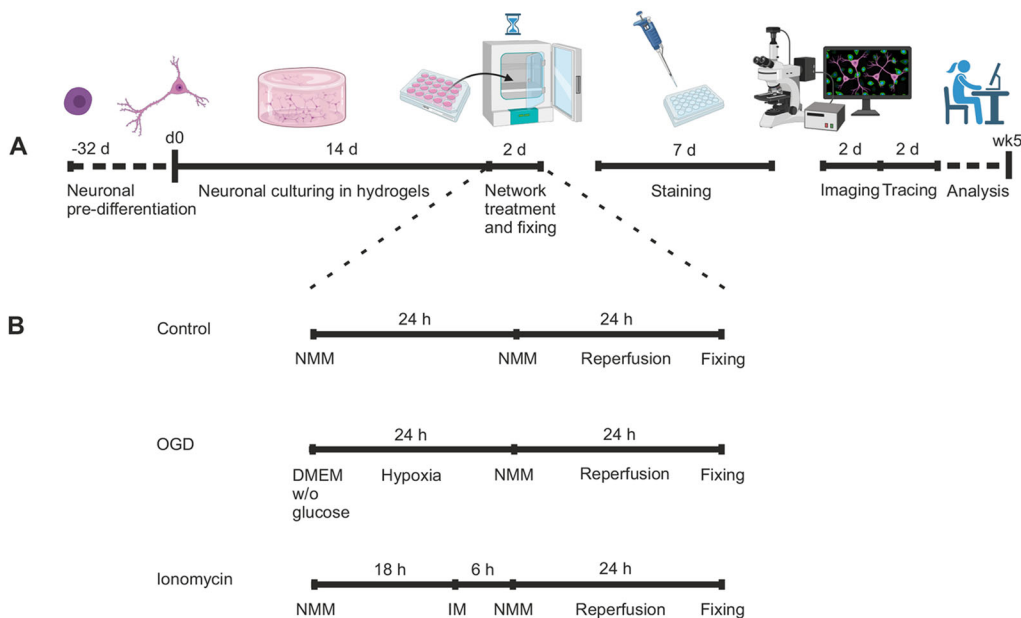 A
-32 d
d0
14 d
2 d
7 d
2 d
2 d
wk5
Neuronal
pre-differentiation
Neuronal culturing in hydrogels
Network
treatment
and fixing
Staining
Imaging
Tracing
Analysis
B
Control
24 h
24 h
NMM
NMM
Reperfusion
Fixing
OGD
24 h
24 h
DMEM
w/o
glucose
Hypoxia
NMM
Reperfusion
Fixing
Ionomycin
18 h
6 h
24 h
NMM
IM
NMM
Reperfusion
Fixing